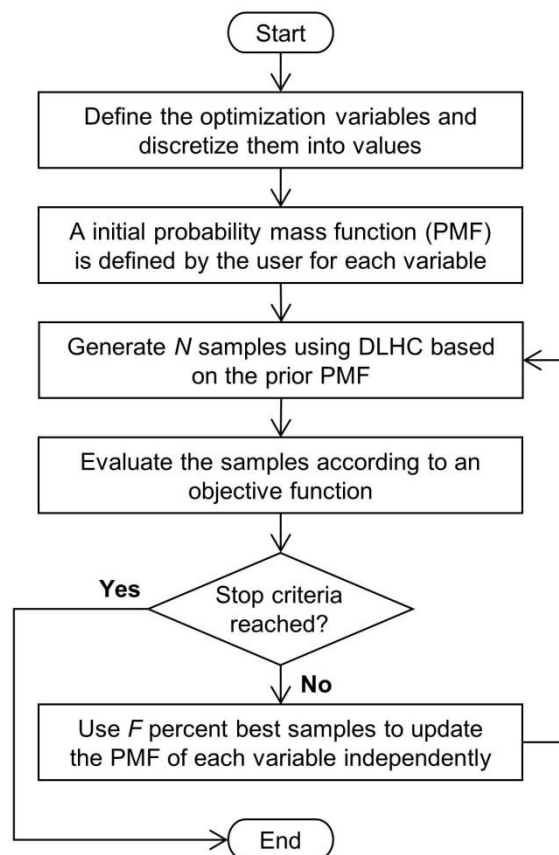 Start
Define the optimization variables and
discretize them into values
A initial probability mass function (PMF)
is defined by the user for each variable
Generate N samples using DLHC based
on the prior PMF
Evaluate the samples according to an
objective function
Yes
Stop criteria
reached?
No
Use F percent best samples to update
the PMF of each variable independently
End